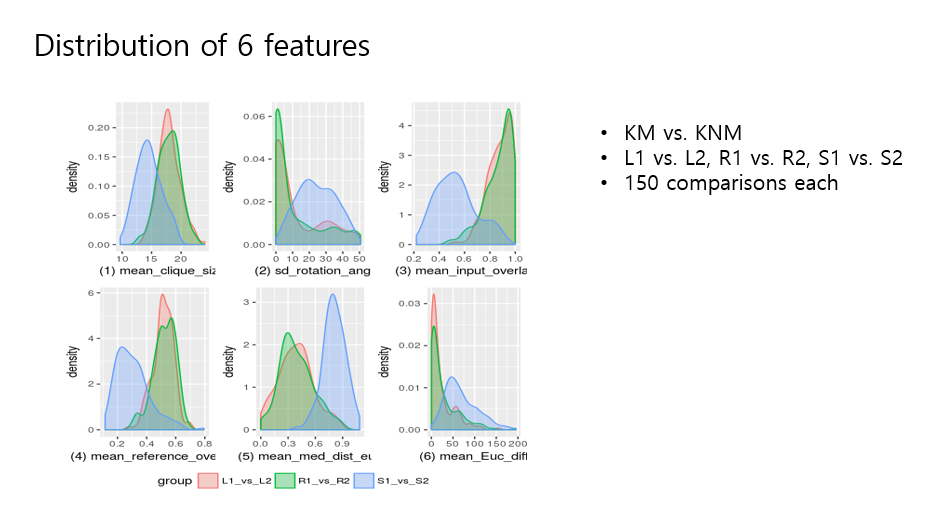 Distribution of 6 features
• KM vs. KNM
• L1 vs. L2, R1 vs. R2, S1 vs. S2
• 150 comparisons each
density
0.20
0.15
0.10
0.05
0.00
10 15 20
(1) mean_clique_siz
density
0.06
0.04
0.02
0.00
0 10 20 30 40 50
(2) sd_rotation_ang
density
4
3
2
1
0
0.2 0.4 0.6 0.8 1.0
(3) mean_input_overla
density
6
4
2
0
0.2 0.4 0.6 0.8
(4) mean_reference_ove
density
3
2
1
0
0.0 0.3 0.6 0.9
(5) mean_med_dist_eu
density
0.03
0.02
0.01
0.00
0 50 100 150 200
(6) mean_Euc_diff
group L1_vs_L2 R1_vs_R2 S1_vs_S2